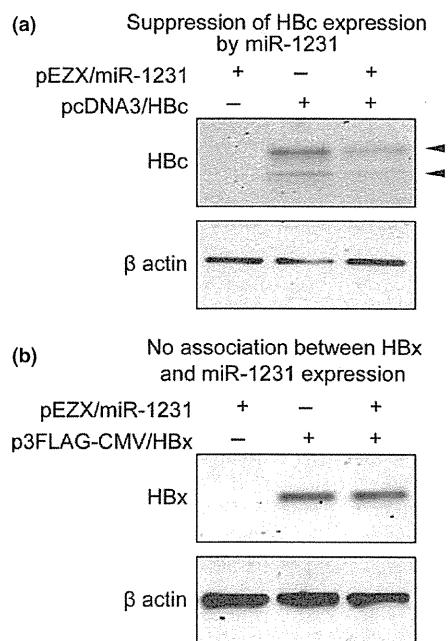 (a) Suppression of HBc expression
by miR-1231
pEZX/miR-1231 + – +
pcDNA3/HBc – + +
HBc
β actin
(b) No association between HBx
and miR-1231 expression
pEZX/miR-1231 + – +
p3FLAG-CMV/HBx – + +
HBx
β actin